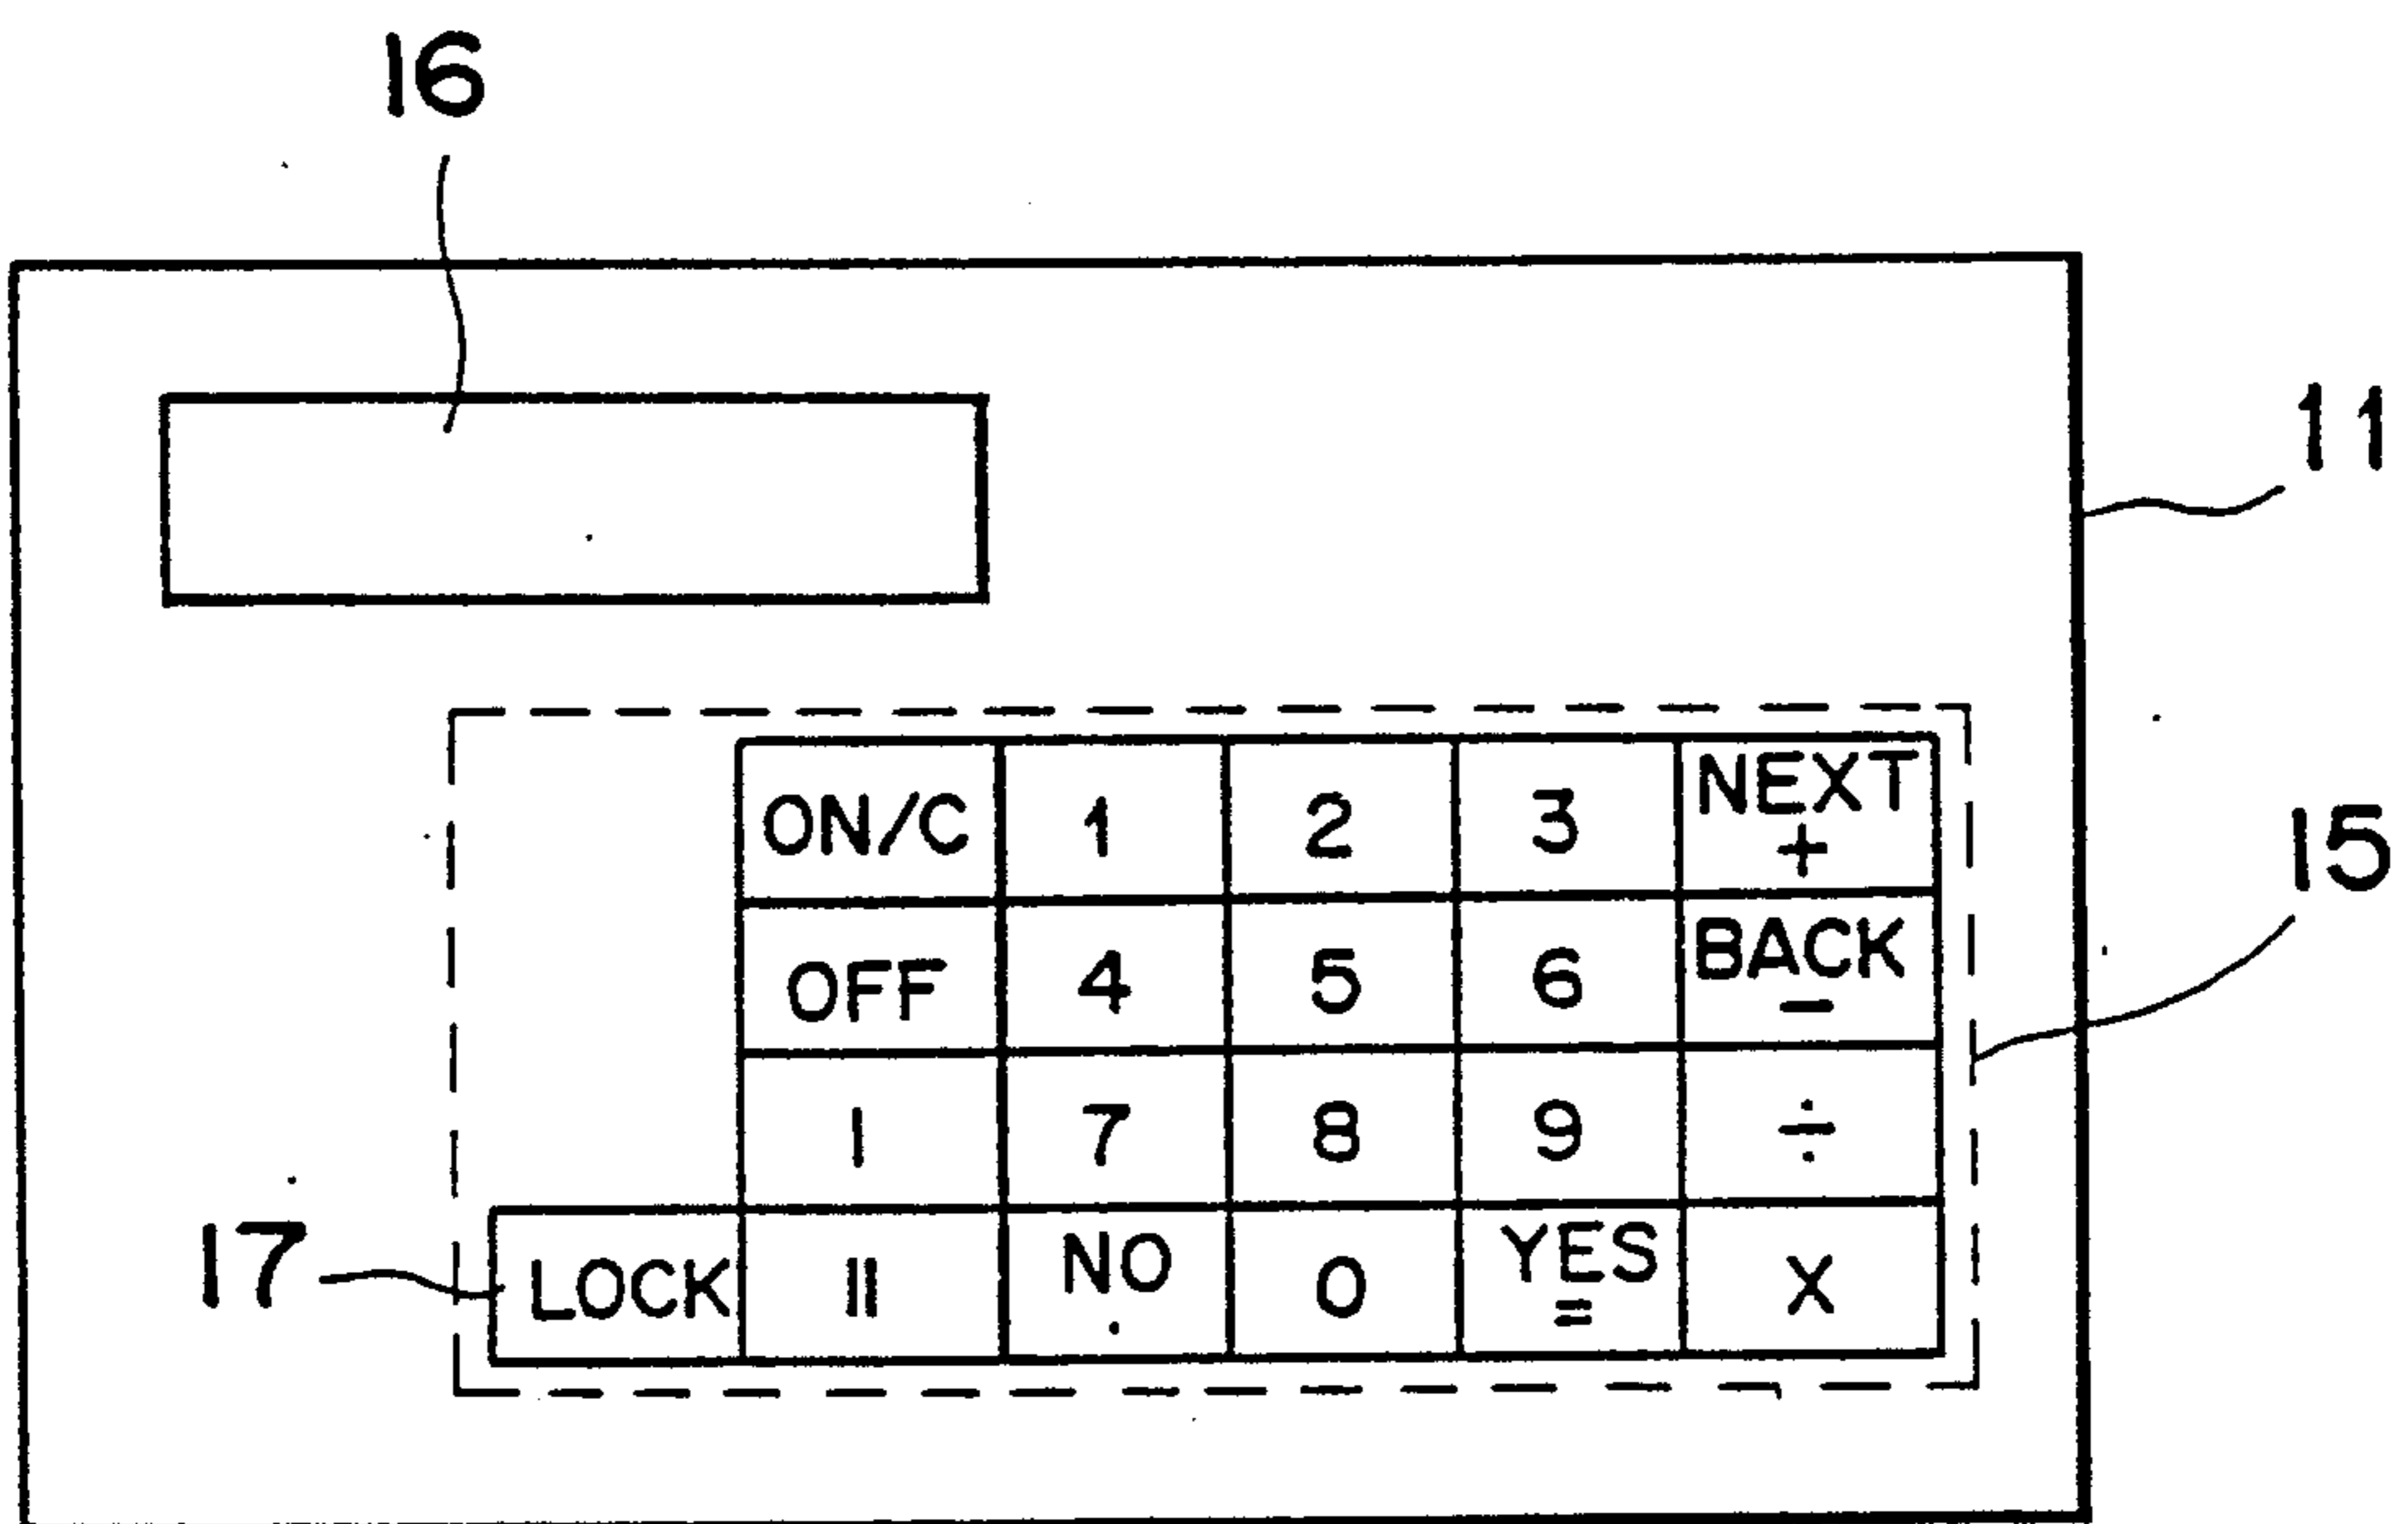 16
11
ON/C 1 2 3 NEXT +
15
OFF 4 5 6 BACK −
I 7 8 9 ÷
17 LOCK II NO . 0 YES = X